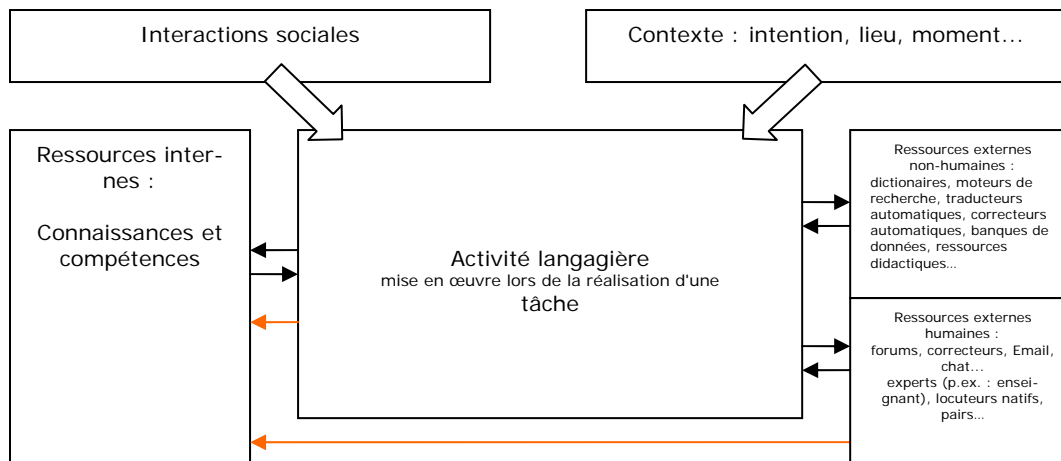 Interactions sociales
Contexte : intention, lieu, moment...
Ressources inter-
nes :
Connaissances et
compétences
Activité langagière
mise en œuvre lors de la réalisation d'une
tâche
Ressources externes
non-humaines :
dictionaires, moteurs de
recherche, traducteurs
automatiques, correcteurs
automatiques, banques de
données, ressources
didactiques...
Ressources externes
humaines :
forums, correcteurs, Email,
chat...
experts (p.ex. : ensei-
gnant), locuteurs natifs,
pairs...